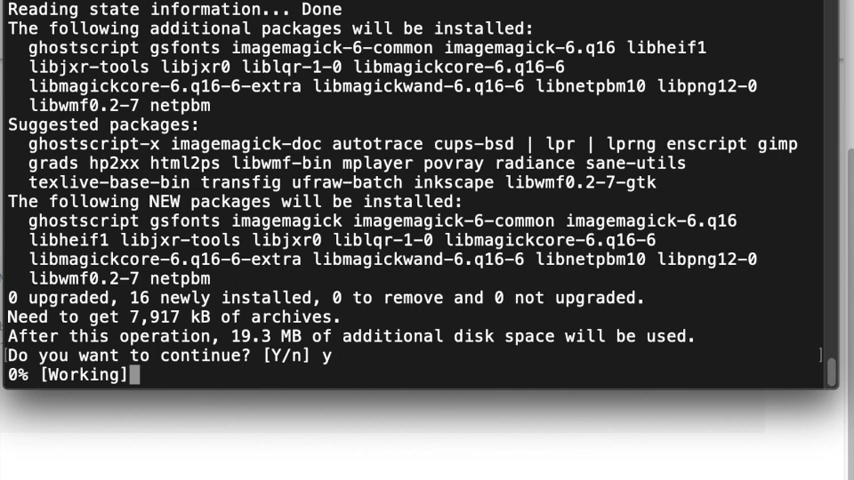 Reading state information... Done
The following additional packages will be installed:
ghostscript gsfonts imagemagick-6-common imagemagick-6.q16 libheif1
libjxr-tools libjxr0 liblqr-1-0 libmagickcore-6.q16-6
libmagickcore-6.q16-6-extra libmagickwand-6.q16-6 libnetpbm10 libpng12-0
libwmf0.2-7 netpbm
Suggested packages:
ghostscript-x imagemagick-doc autotrace cups-bsd | lpr | lprng enscript gimp
grads hp2xx html2ps libwmf-bin mplayer povray radiance sane-utils
texlive-base-bin transfig ufraw-batch inkscape libwmf0.2-7-gtk
The following NEW packages will be installed:
ghostscript gsfonts imagemagick imagemagick-6-common imagemagick-6.q16
libheif1 libjxr-tools libjxr0 liblqr-1-0 libmagickcore-6.q16-6
libmagickcore-6.q16-6-extra libmagickwand-6.q16-6 libnetpbm10 libpng12-0
libwmf0.2-7 netpbm
0 upgraded, 16 newly installed, 0 to remove and 0 not upgraded.
Need to get 7,917 kB of archives.
After this operation, 19.3 MB of additional disk space will be used.
[Do you want to continue? [Y/n] y ]
0% [Working]